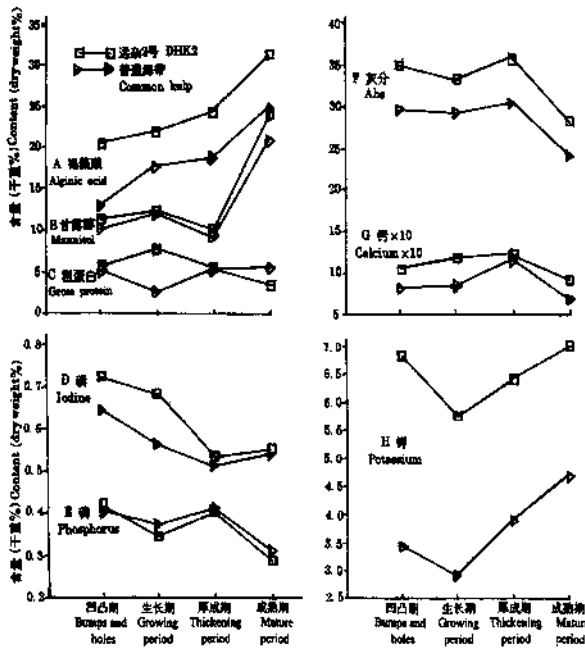 含量(干重%)Content(dry weight%)
35
30
25
20
15
10
5
0
远杂2号 DHK2
普通海带
Common kulp
A 褐藻酸
Alginic acid
B 甘露醇
Mannitol
C 粗蛋白
Gross protein
40
35
30
25
20
15
10
5
F 灰分
Ahs
G 钙×10
Calcium×10
含量(干重%)Content(dry weight%)
0.8
0.7
0.6
0.5
0.4
0.3
0.2
D 碘
Iodine
E 磷
Phosphorus
凹凸期 生长期 厚成期 成熟期
Bumps and Growing Thickening Mature period
holes period period
7.0
6.5
6.0
5.5
5.0
4.5
4.0
3.5
3.0
2.5
H 钾
Potassium
凹凸期 生长期 厚成期 成熟期
Bumps and Growing Thickening Mature period
holes period period